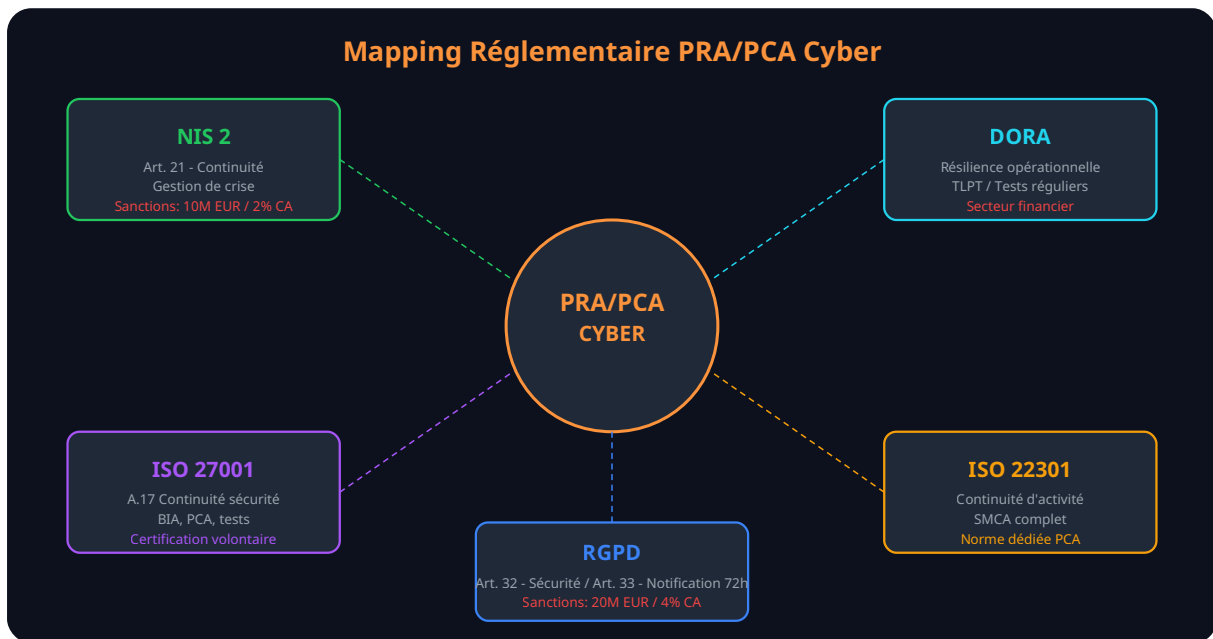 Mapping Réglementaire PRA/PCA Cyber
NIS 2
Art. 21 - Continuité
Gestion de crise
Sanctions: 10M EUR / 2% CA
DORA
Résilience opérationnelle
TLPT / Tests réguliers
Secteur financier
PRA/PCA
CYBER
ISO 27001
A.17 Continuité sécurité
BIA, PCA, tests
Certification volontaire
RGPD
Art. 32 - Sécurité / Art. 33 - Notification 72h
Sanctions: 20M EUR / 4% CA
ISO 22301
Continuité d'activité
SMCA complet
Norme dédiée PCA